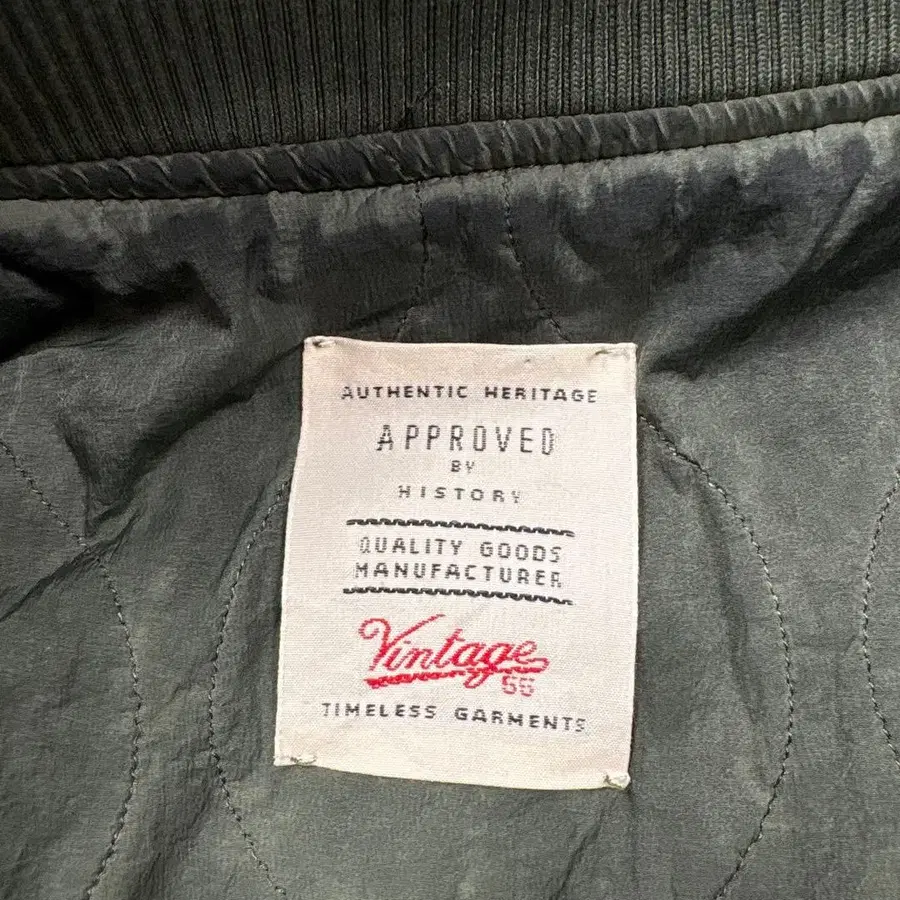 AUTHENTIC HERITAGE
APPROVED
BY
HISTORY
QUALITY GOODS
MANUFACTURER
Vintage
55
TIMELESS GARMENTS